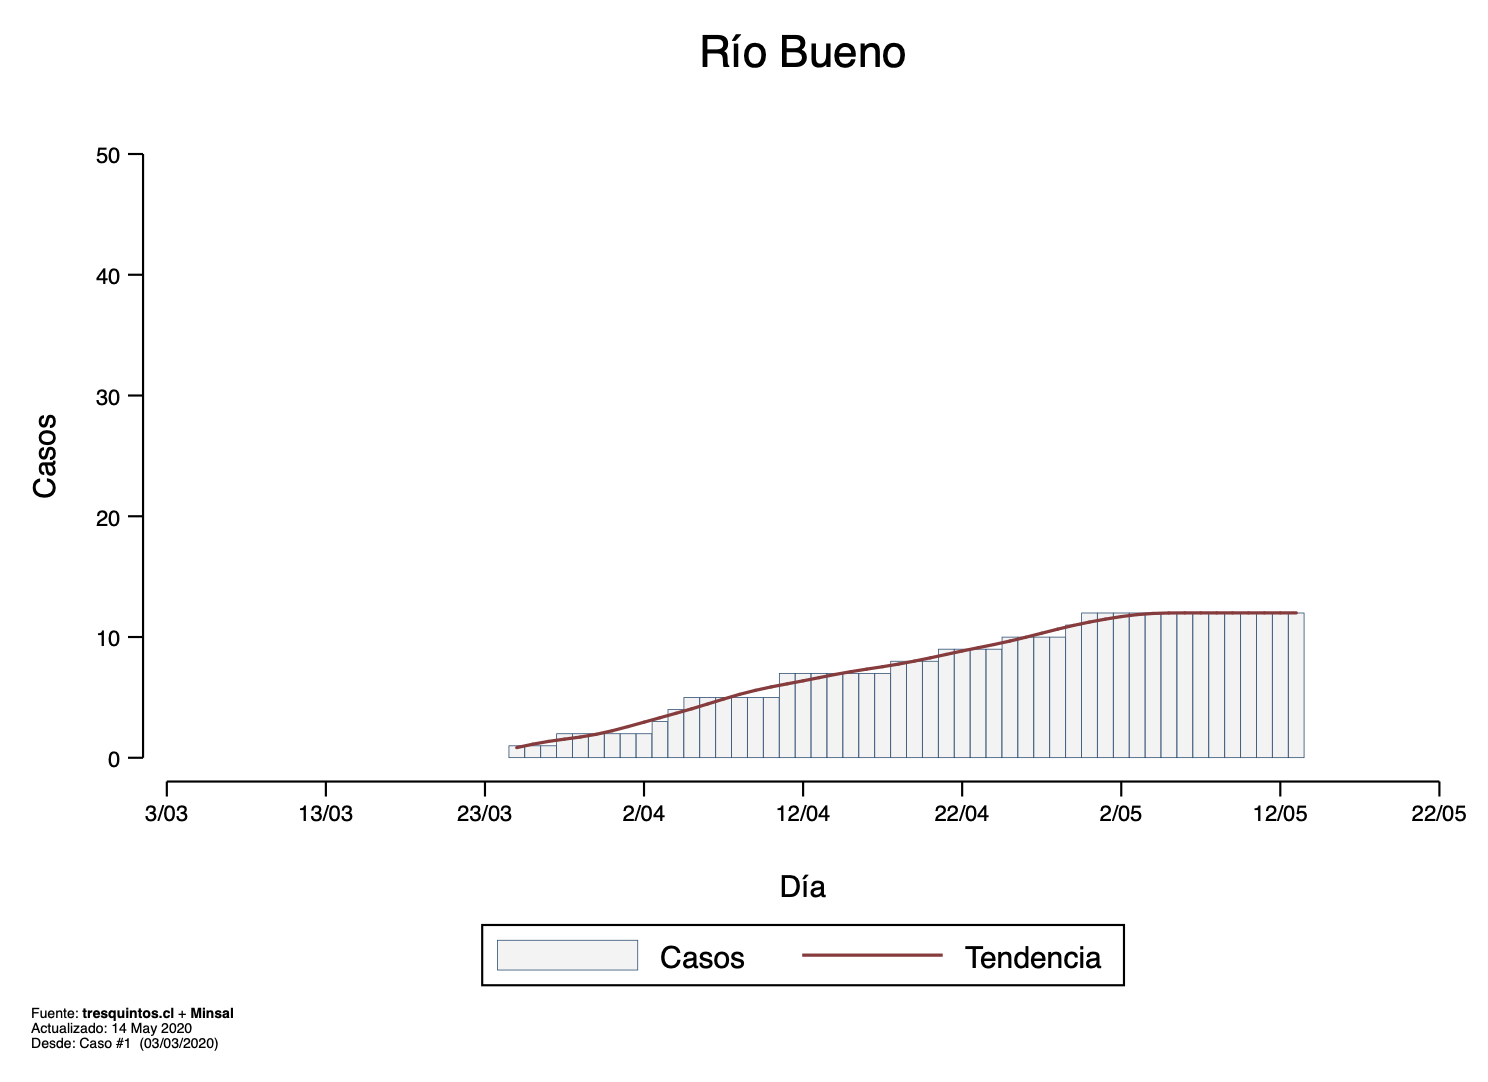 Río Bueno
50
40
30
20
10
0
Casos
3/03 13/03 23/03 2/04 12/04 22/04 2/05 12/05 22/05
Día
Casos Tendencia
Fuente: tresquintos.cl + Minsal
Actualizado: 14 May 2020
Desde: Caso #1 (03/03/2020)